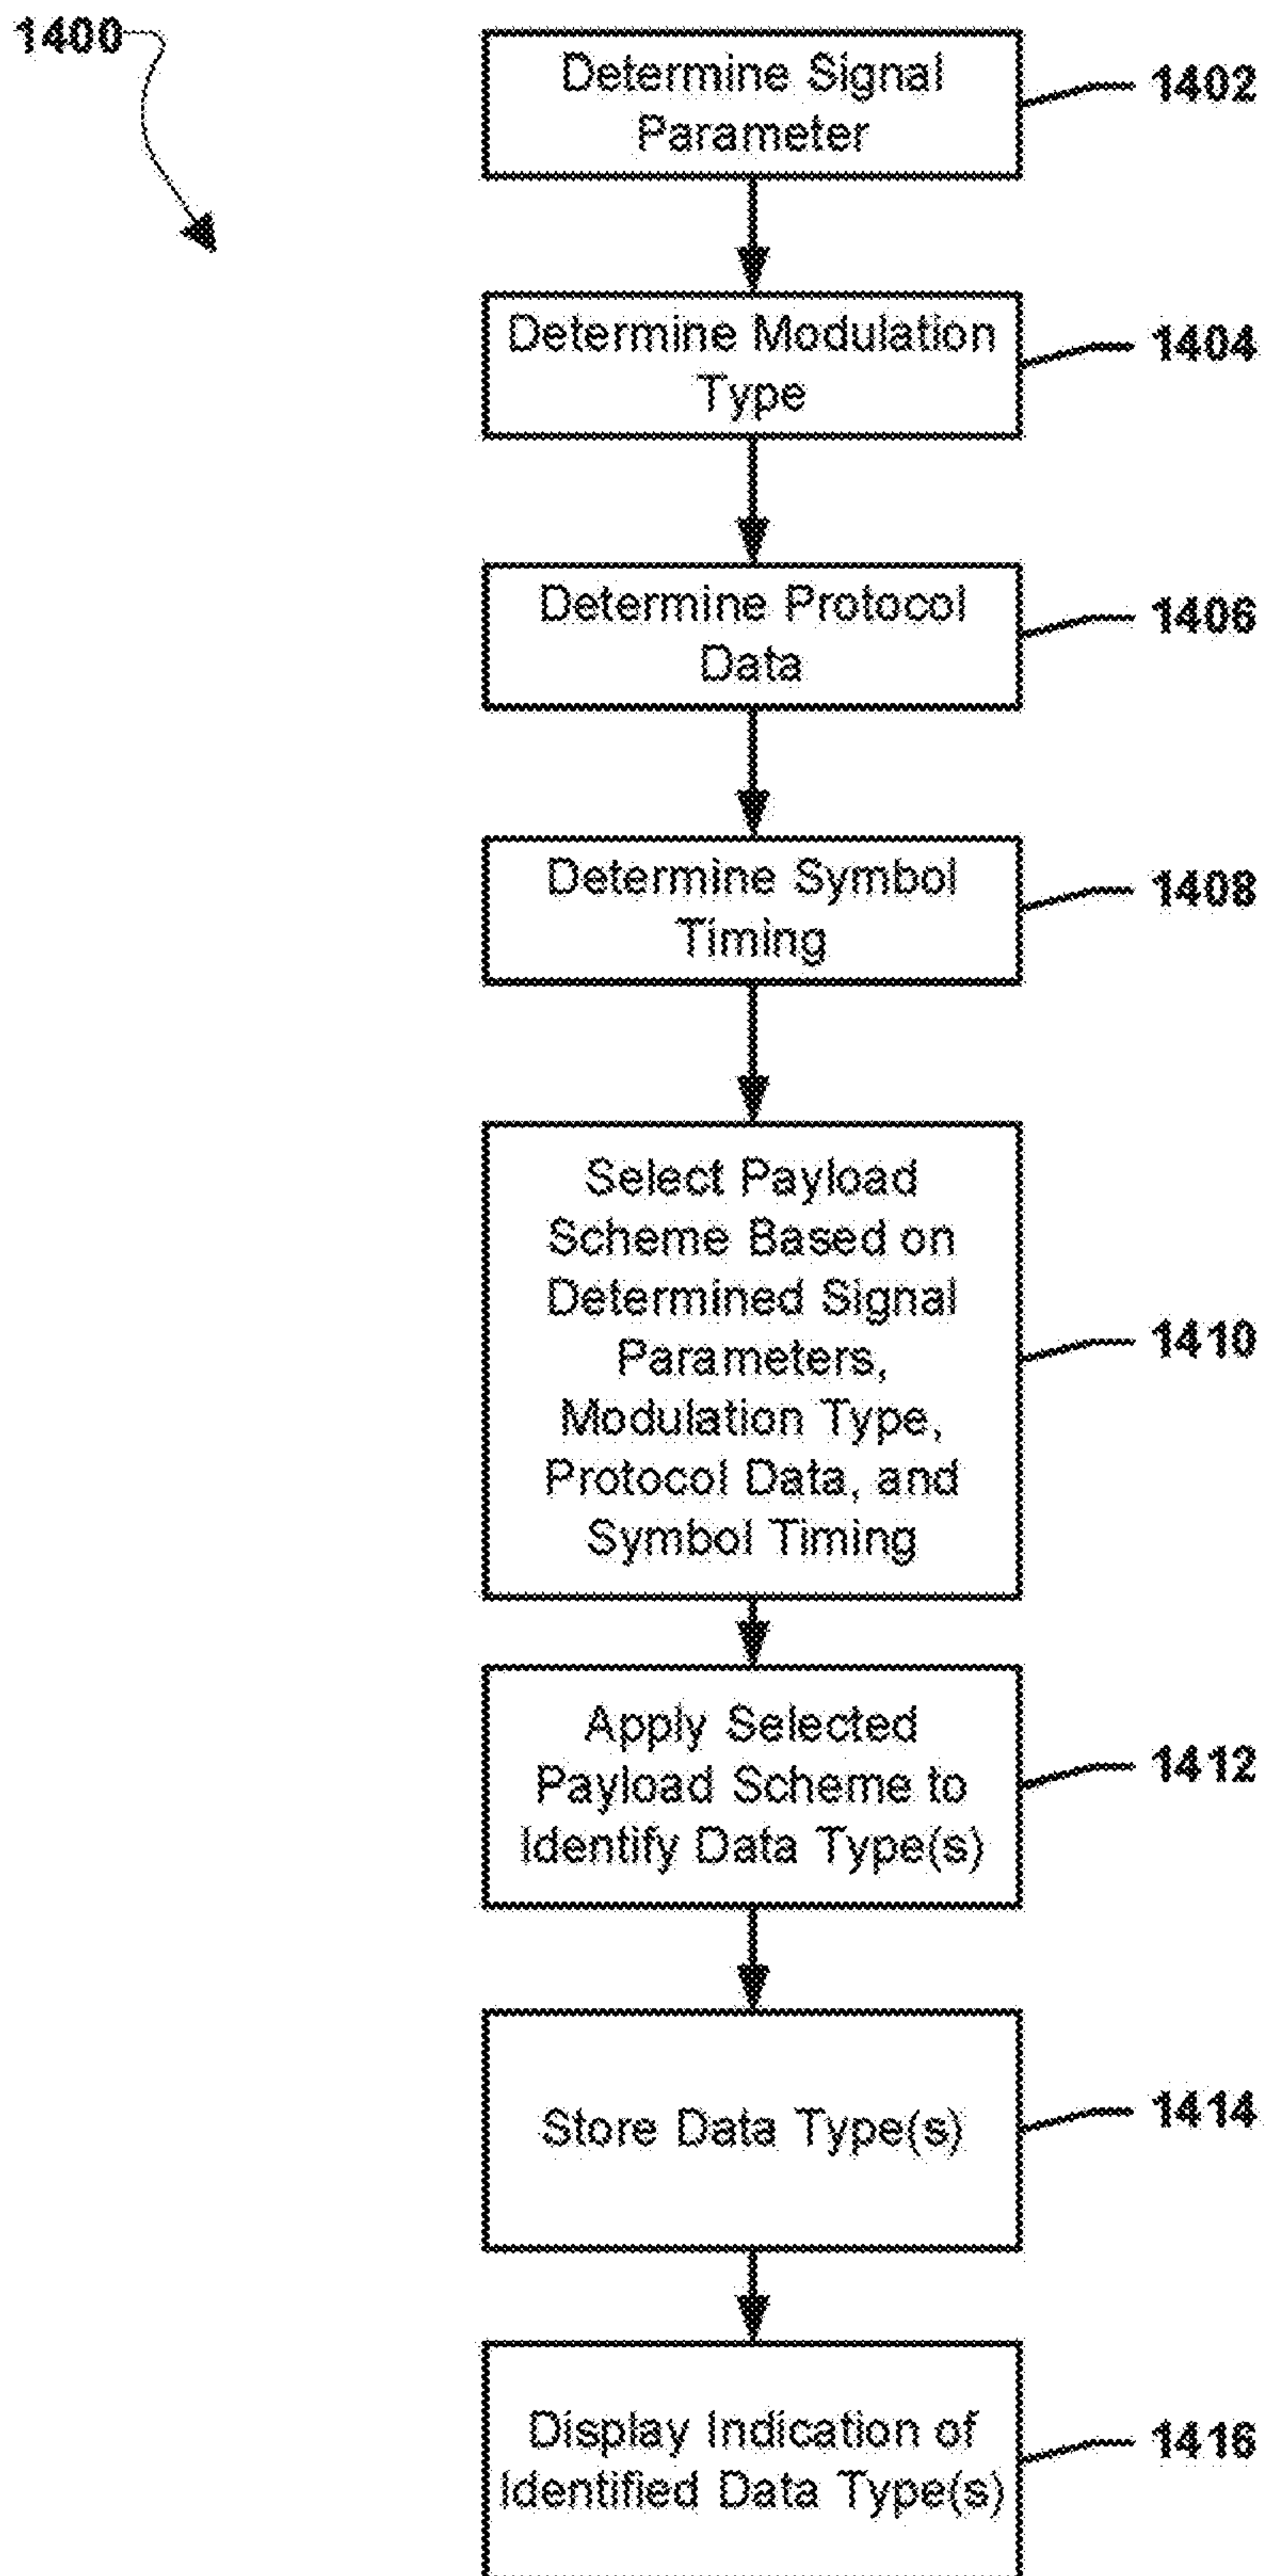 1400
Determine Signal
Parameter
1402
Determine Modulation
Type
1404
Determine Protocol
Data
1406
Determine Symbol
Timing
1408
Select Payload
Scheme Based on
Determined Signal
Parameters,
Modulation Type,
Protocol Data, and
Symbol Timing
1410
Apply Selected
Payload Scheme to
Identify Data Type(s)
1412
Store Data Type(s)
1414
Display Indication of
Identified Data Type(s)
1416